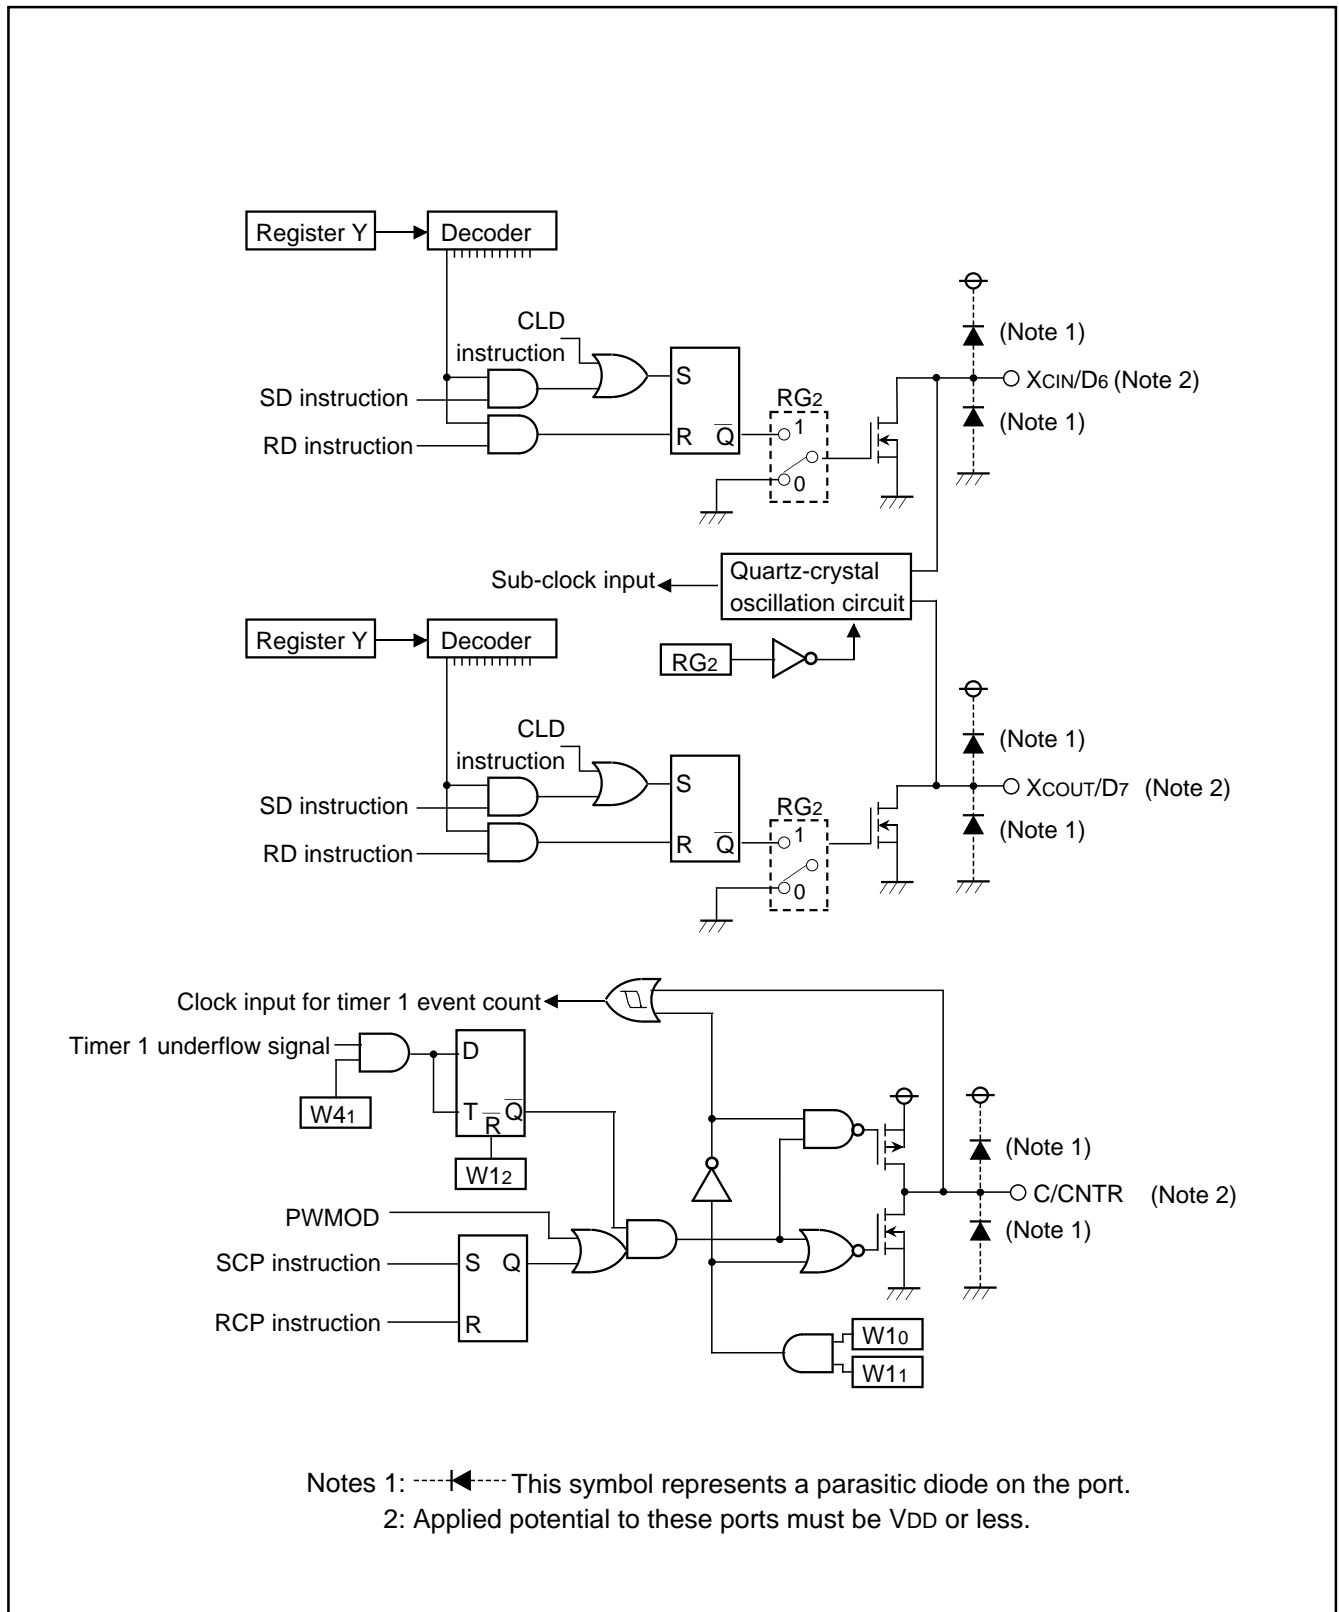 Register Y
Decoder
CLD
instruction
SD instruction
RD instruction
S
R Q
RG2
1
0
(Note 1)
XCIN/D6 (Note 2)
(Note 1)
Sub-clock input
Quartz-crystal
oscillation circuit
RG2
Register Y
Decoder
CLD
instruction
SD instruction
RD instruction
S
R Q
RG2
1
0
(Note 1)
XCOUT/D7 (Note 2)
(Note 1)
Clock input for timer 1 event count
Timer 1 underflow signal
D
T R Q
W41
W12
PWMOD
SCP instruction
RCP instruction
S Q
R
(Note 1)
C/CNTR (Note 2)
(Note 1)
W10
W11
Notes 1: This symbol represents a parasitic diode on the port.
2: Applied potential to these ports must be VDD or less.